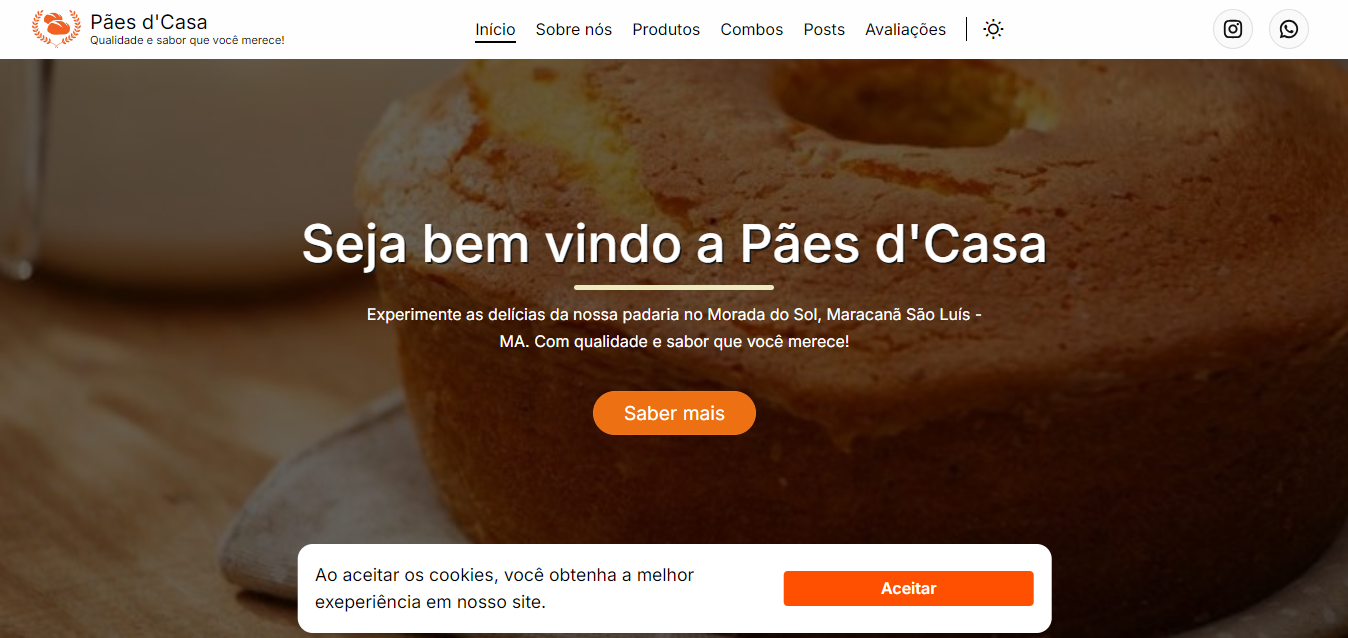 Pães d'Casa
Qualidade e sabor que você merece!
Início Sobre nós Produtos Combos Posts Avaliações
Seja bem vindo a Pães d'Casa
Experimente as delícias da nossa padaria no Morada do Sol, Maracanã São Luís -
MA. Com qualidade e sabor que você merece!
Saber mais
Ao aceitar os cookies, você obtenha a melhor
exeperiência em nosso site.
Aceitar